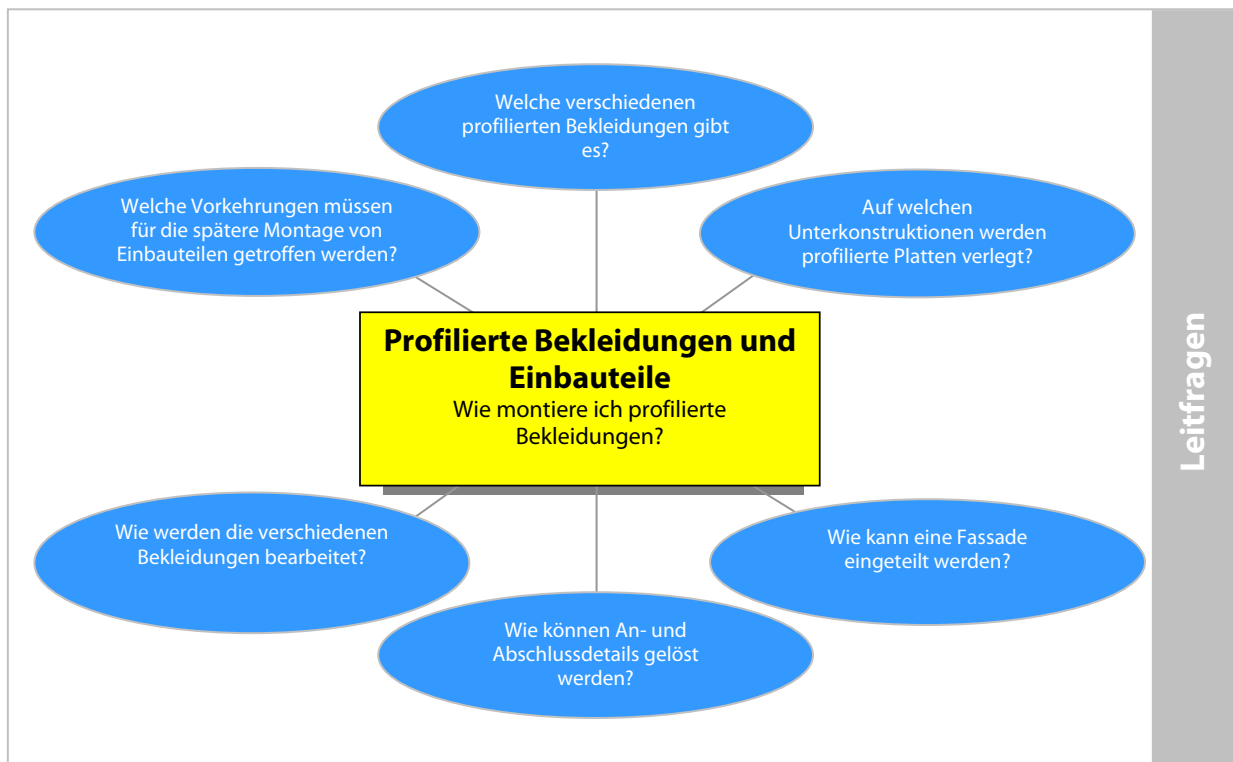 Welche verschiedenen
profilierten Bekleidungen gibt
es?
Welche Vorkehrungen müssen
für die spätere Montage von
Einbauteilen getroffen werden?
Auf welchen
Unterkonstruktionen werden
profilierte Platten verlegt?
Profilierte Bekleidungen und
Einbauteile
Wie montiere ich profilierte
Bekleidungen?
Wie werden die verschiedenen
Bekleidungen bearbeitet?
Wie kann eine Fassade
eingeteilt werden?
Wie können An- und
Abschlussdetails gelöst
werden?
Leitfragen